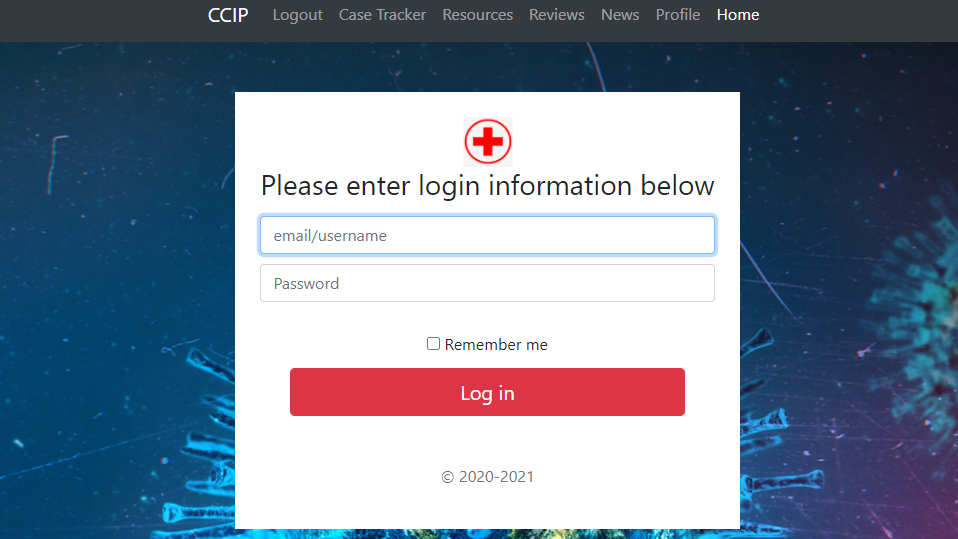 CCIP Logout Case Tracker Resources Reviews News Profile Home
Please enter login information below
email/username
Password
Remember me
Log in
© 2020-2021